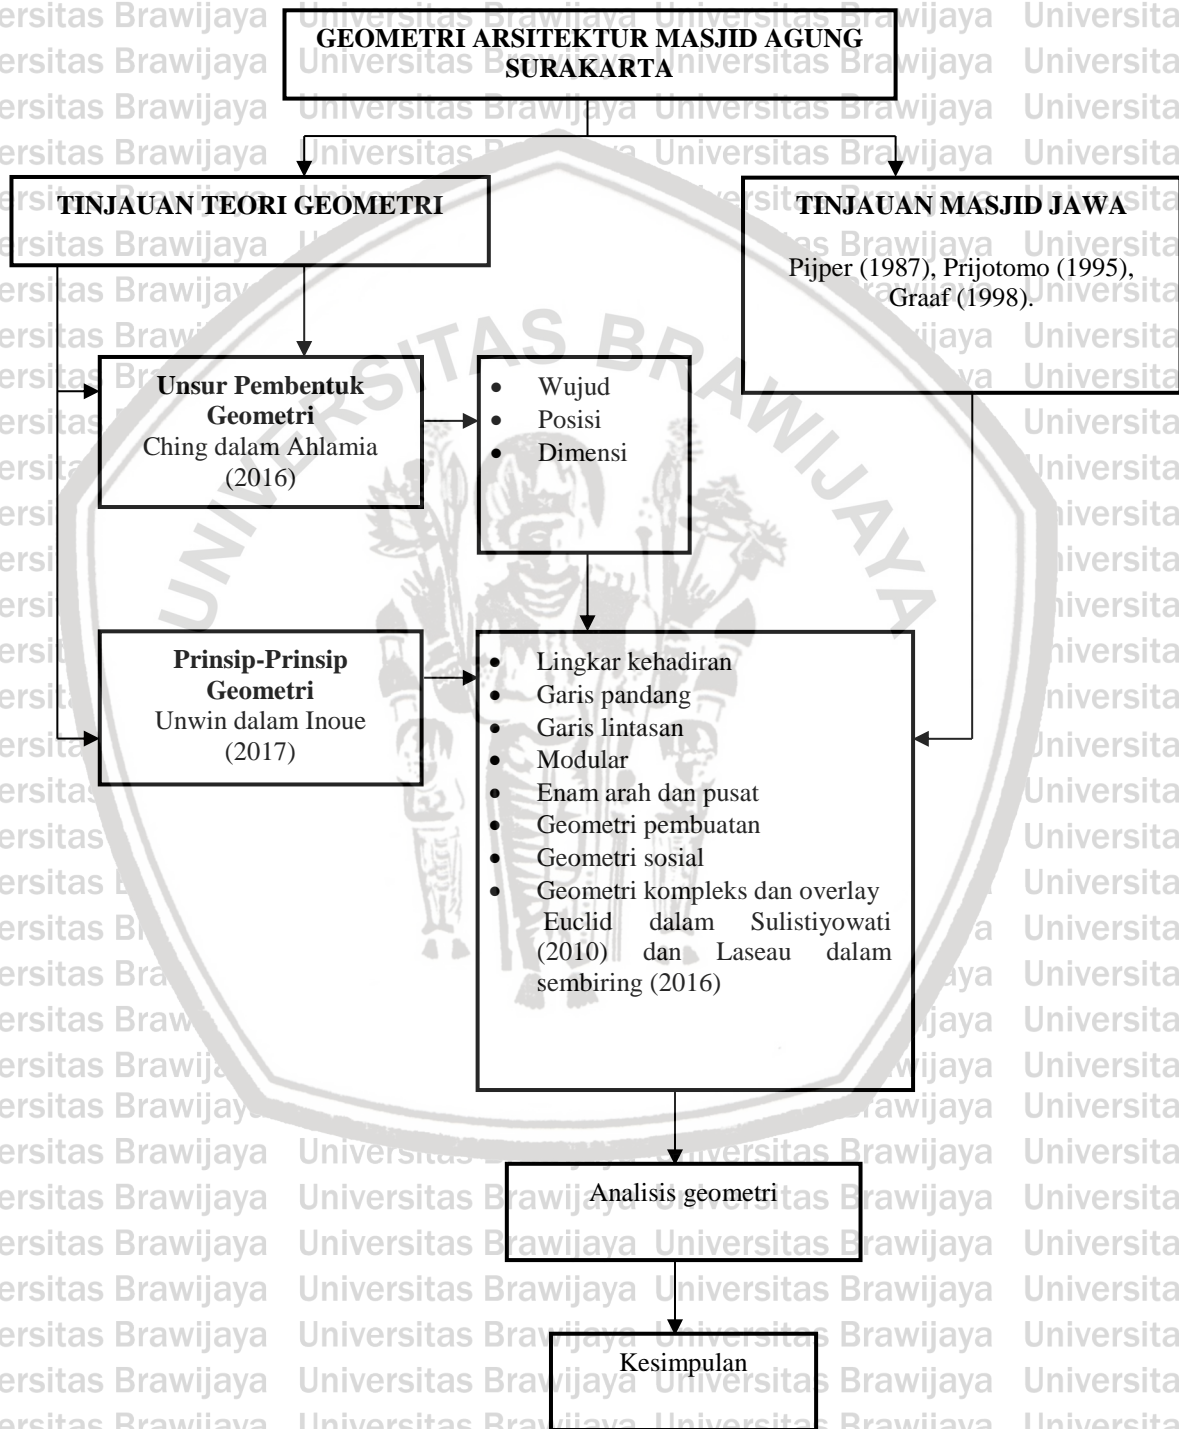 GEOMETRI ARSITEKTUR MASJID AGUNG
SURAKARTA
TINJAUAN TEORI GEOMETRI
TINJAUAN MASJID JAWA
Pijper (1987), Prijotomo (1995),
Graaf (1998).
Unsur Pembentuk
Geometri
Ching dalam Ahlamia
(2016)
• Wujud
• Posisi
• Dimensi
Prinsip-Prinsip
Geometri
Unwin dalam Inoue
(2017)
• Lingkar kehadiran
• Garis pandang
• Garis lintasan
• Modular
• Enam arah dan pusat
• Geometri pembuatan
• Geometri sosial
• Geometri kompleks dan overlay
Euclid dalam Sulistiyowati
(2010) dan Laseau dalam
sembiring (2016)
Analisis geometri
Kesimpulan
UNIVERSITAS BRAWIJAYA